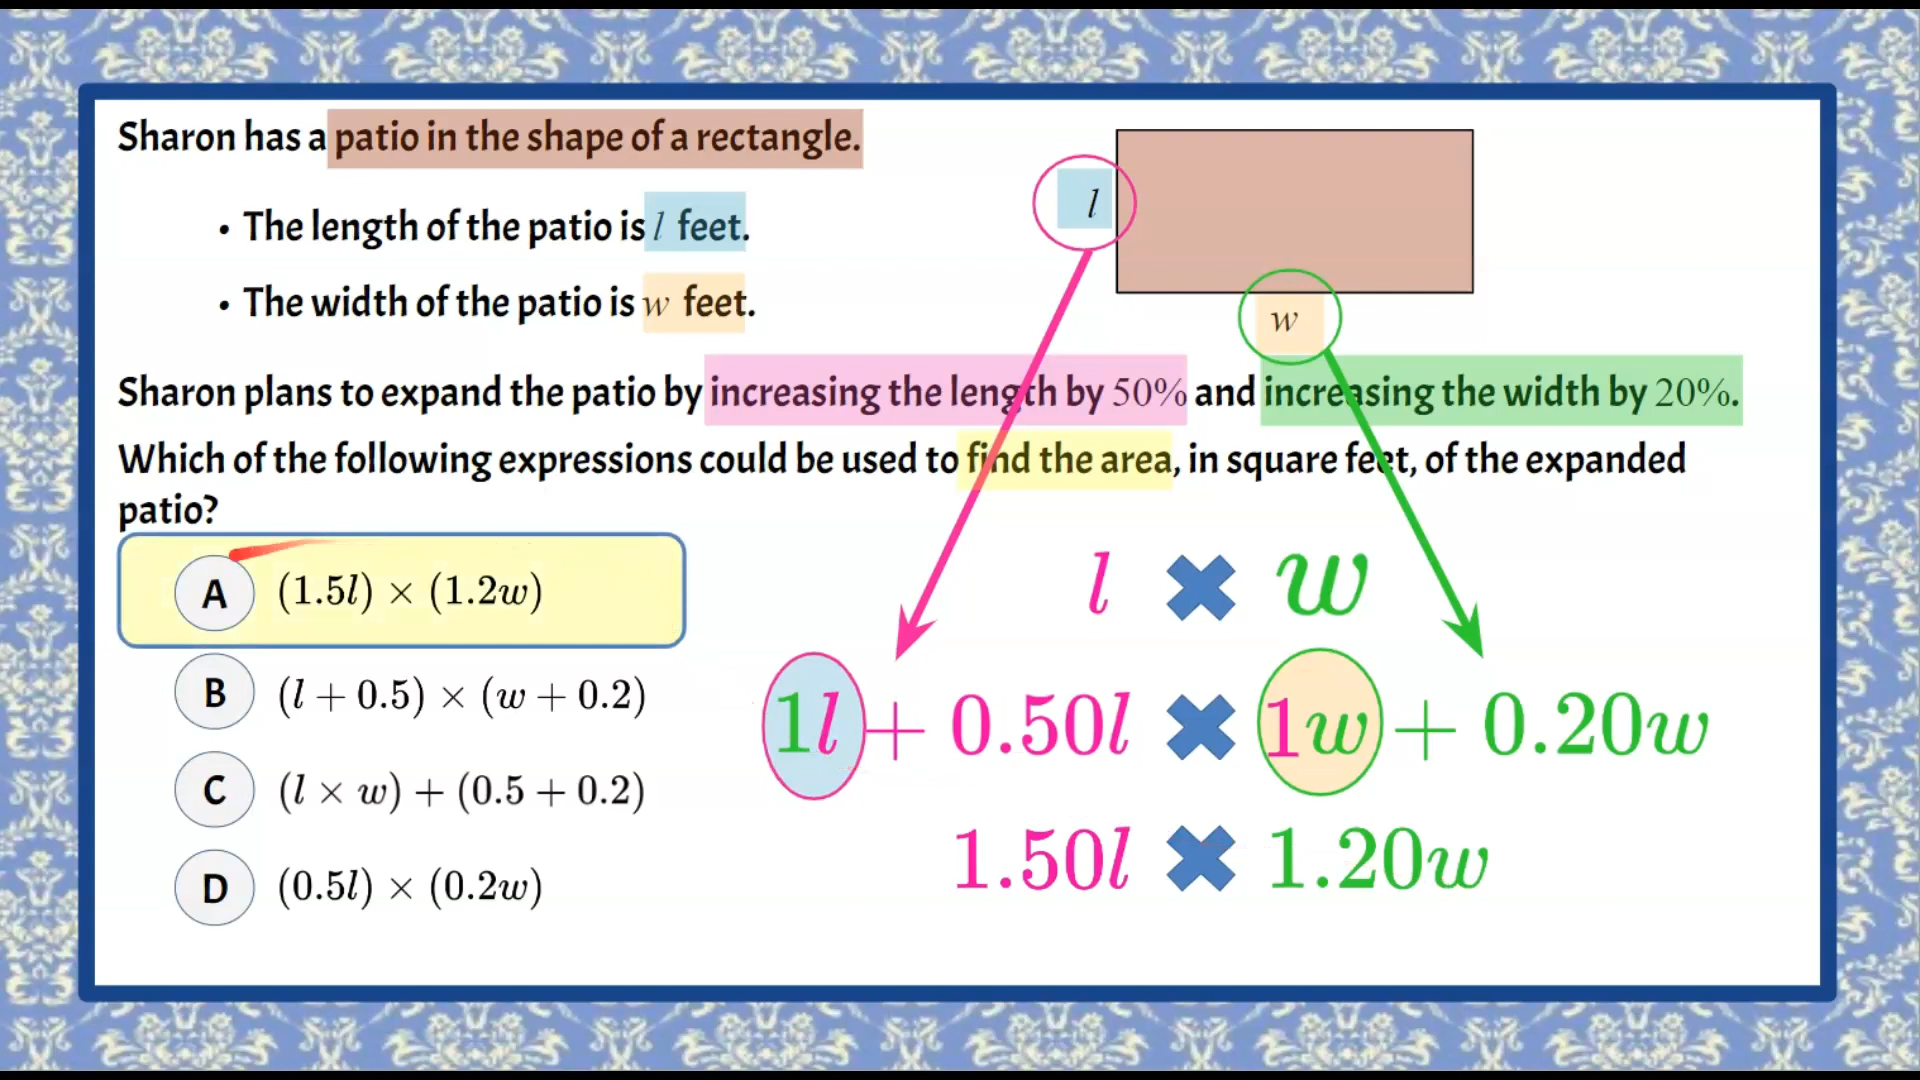 Sharon has a patio in the shape of a rectangle.
• The length of the patio is l feet.
• The width of the patio is w feet.
l
w
Sharon plans to expand the patio by increasing the length by 50% and increasing the width by 20%.
Which of the following expressions could be used to find the area, in square feet, of the expanded
patio?
A (1.5l) × (1.2w)
B (l + 0.5) × (w + 0.2)
C (l × w) + (0.5 + 0.2)
D (0.5l) × (0.2w)
l × w
1l + 0.50l × 1w + 0.20w
1.50l × 1.20w